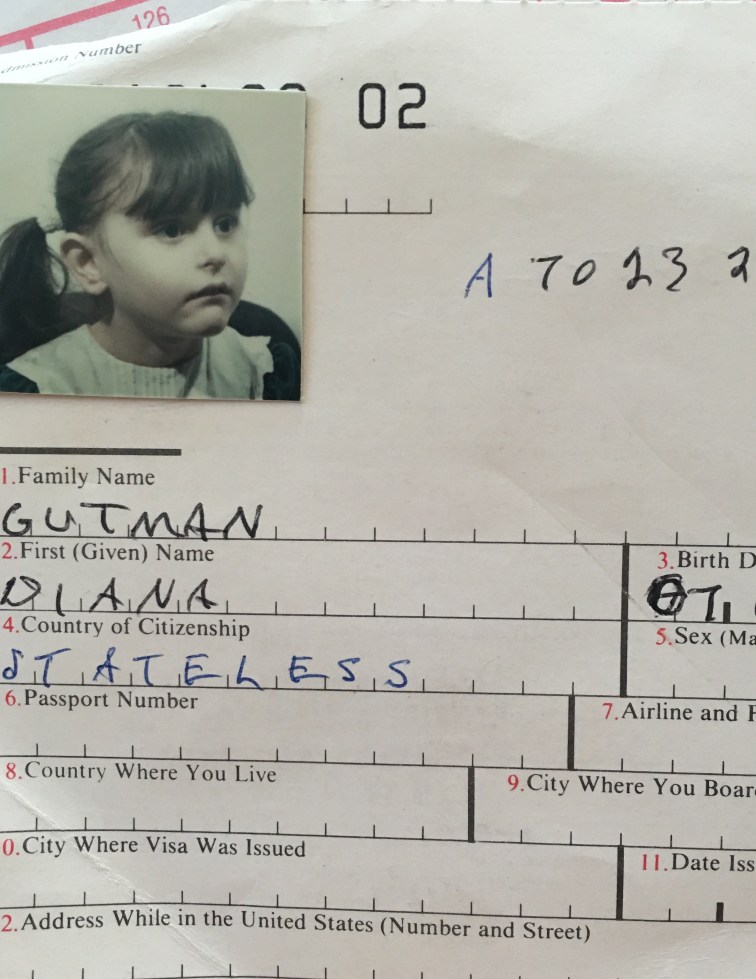 126
Admission Number
02
A 7023 2
1.Family Name
GUTMAN
2.First (Given) Name
3.Birth D
DIANA
07
4.Country of Citizenship
5.Sex (Ma
STATELESS
6.Passport Number
7.Airline and F
8.Country Where You Live
9.City Where You Boar
0.City Where Visa Was Issued
11.Date Iss
2.Address While in the United States (Number and Street)